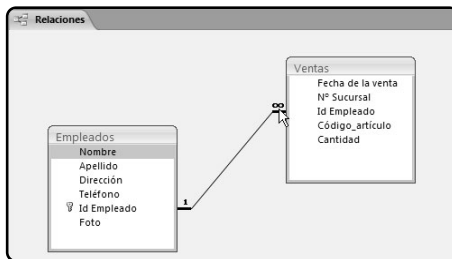 Relaciones
Ventas
Fecha de la venta
Nº Sucursal
Id Empleado
Código_artículo
Cantidad
∞
Empleados
Nombre
Apellido
Dirección
Teléfono
Id Empleado
Foto
1